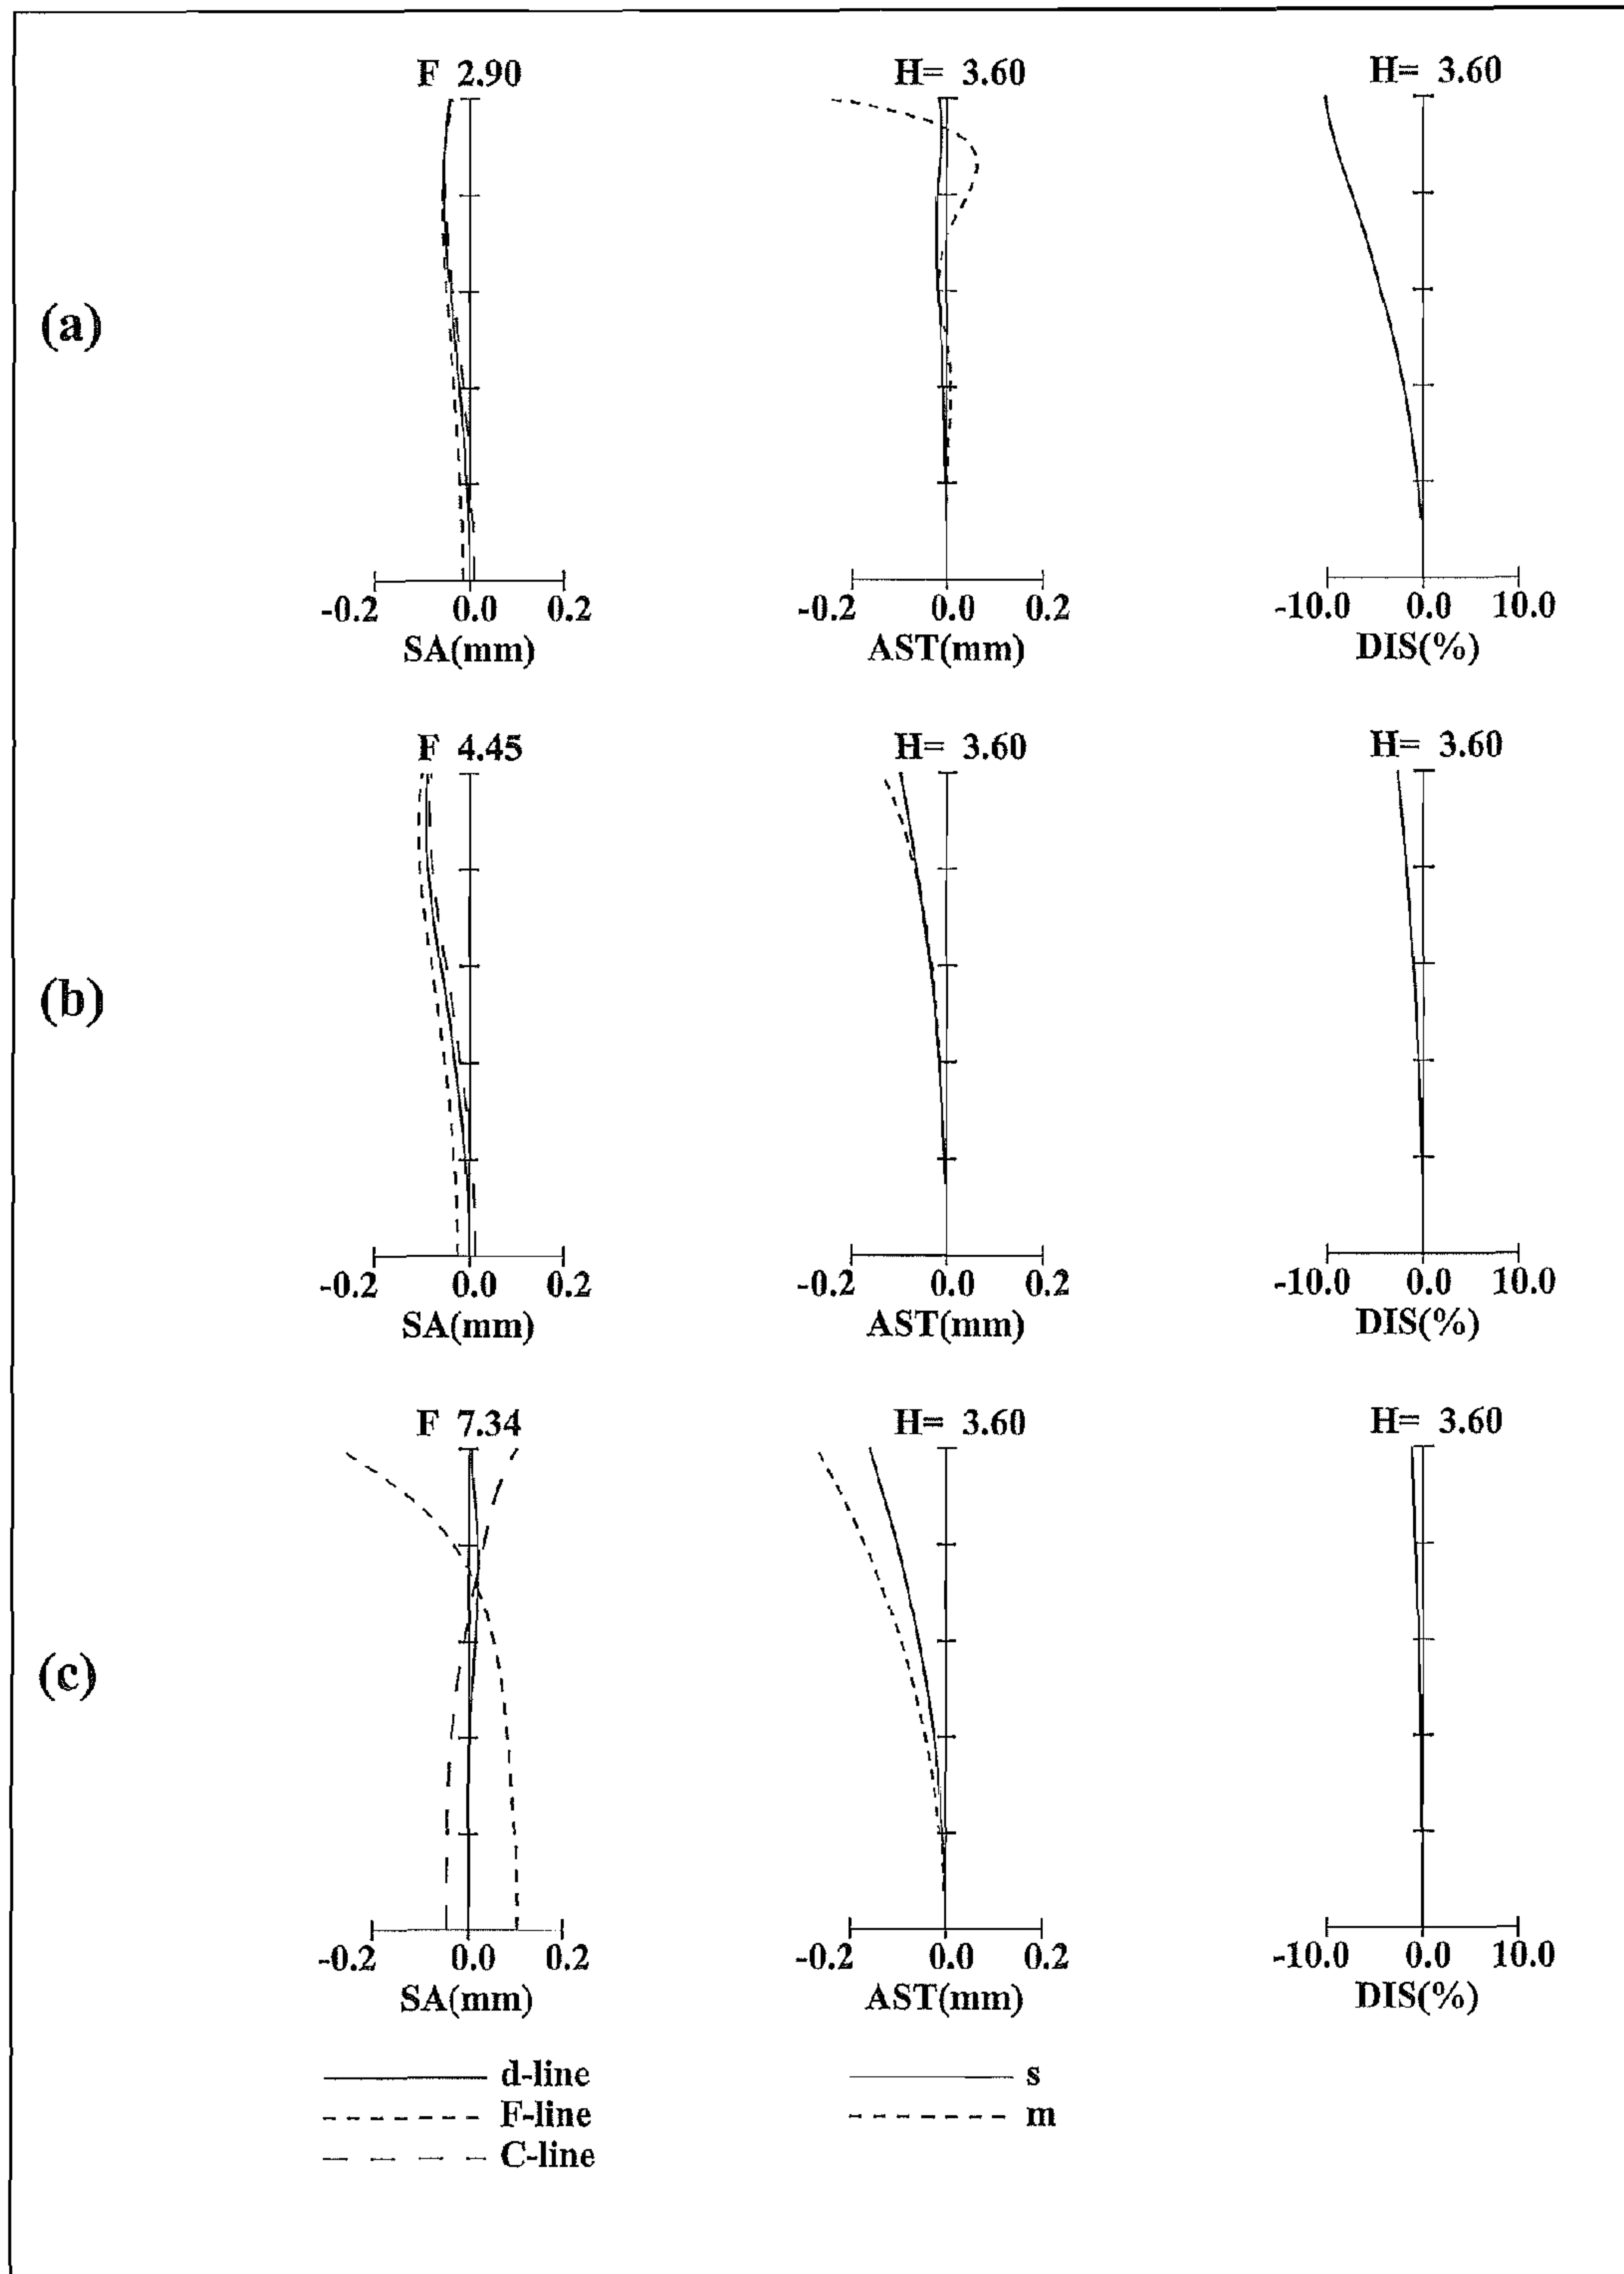 F 2.90 H= 3.60 H= 3.60
(a)
-0.2 0.0 0.2 -0.2 0.0 0.2 -10.0 0.0 10.0
SA(mm) AST(mm) DIS(%)
F 4.45 H= 3.60 H= 3.60
(b)
-0.2 0.0 0.2 -0.2 0.0 0.2 -10.0 0.0 10.0
SA(mm) AST(mm) DIS(%)
F 7.34 H= 3.60 H= 3.60
(c)
-0.2 0.0 0.2 -0.2 0.0 0.2 -10.0 0.0 10.0
SA(mm) AST(mm) DIS(%)
d-line s
F-line m
C-line